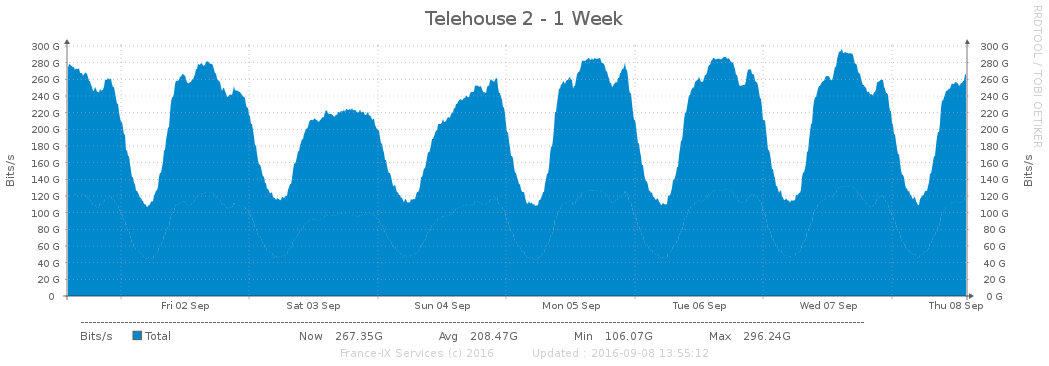 Telehouse 2 - 1 Week
RRDTOOL / TOBI OETIKER
Bits/s
300 G
280 G
260 G
240 G
220 G
200 G
180 G
160 G
140 G
120 G
100 G
80 G
60 G
40 G
20 G
0
300 G
280 G
260 G
240 G
220 G
200 G
180 G
160 G
140 G
120 G
100 G
80 G
60 G
40 G
20 G
0 G
Bits/s
Fri 02 Sep Sat 03 Sep Sun 04 Sep Mon 05 Sep Tue 06 Sep Wed 07 Sep Thu 08 Sep
Bits/s Total Now 267.35G Avg 208.47G Min 106.07G Max 296.24G
France-IX Services (c) 2016 Updated : 2016-09-08 13:55:12